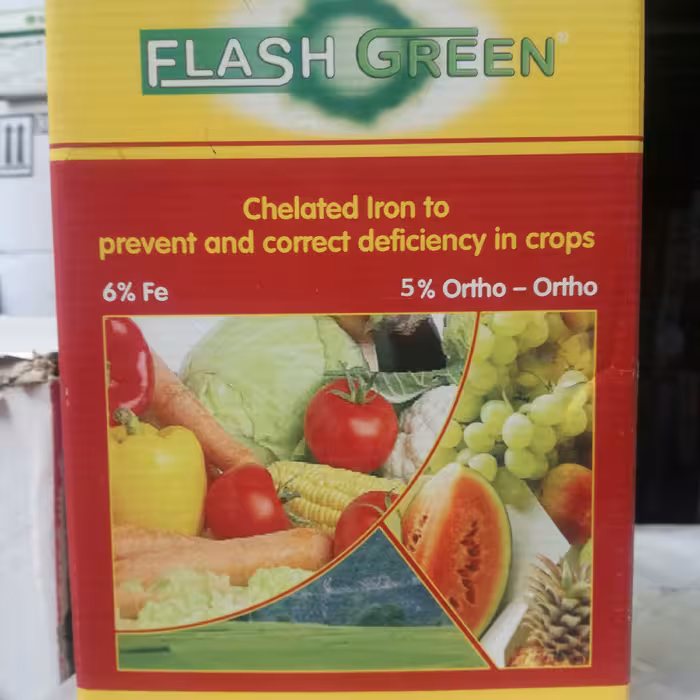 FLASH GREEN®
Chelated Iron to
prevent and correct deficiency in crops
6% Fe
5% Ortho – Ortho